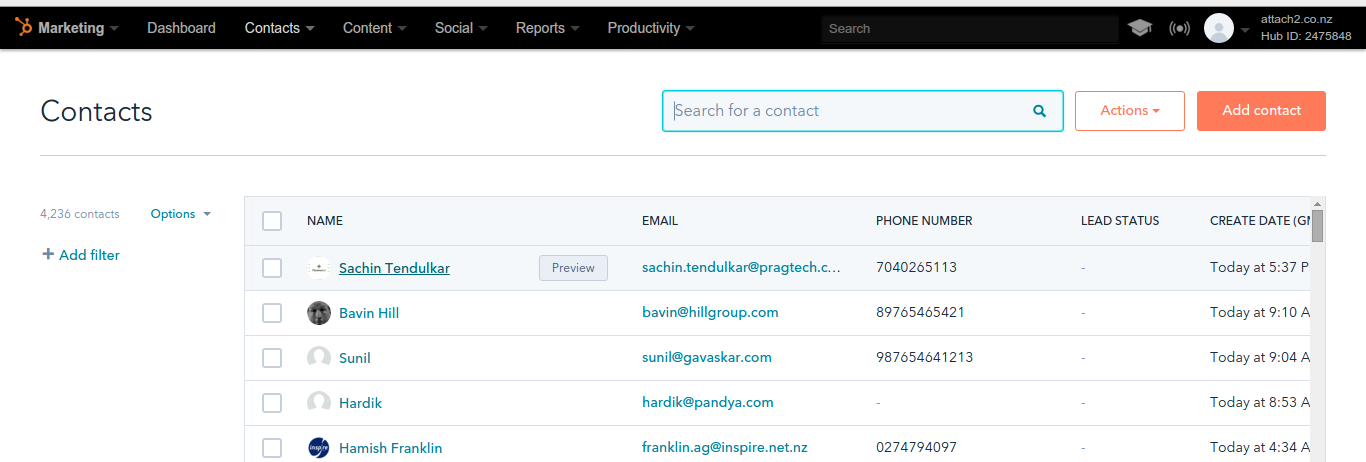 Marketing Dashboard Contacts Content Social Reports Productivity Search attach2.co.nz
Hub ID: 2475848
Contacts Search for a contact Actions Add contact
4,236 contacts Options
+ Add filter
NAME EMAIL PHONE NUMBER LEAD STATUS CREATE DATE (GM
Sachin Tendulkar Preview sachin.tendulkar@pragtech.c... 7040265113 - Today at 5:37 P
Bavin Hill bavin@hillgroup.com 89765465421 - Today at 9:10 A
Sunil sunil@gavaskar.com 987654641213 - Today at 9:04 A
Hardik hardik@pandya.com - - Today at 8:53 A
inspire Hamish Franklin franklin.ag@inspire.net.nz 0274794097 - Today at 4:34 A